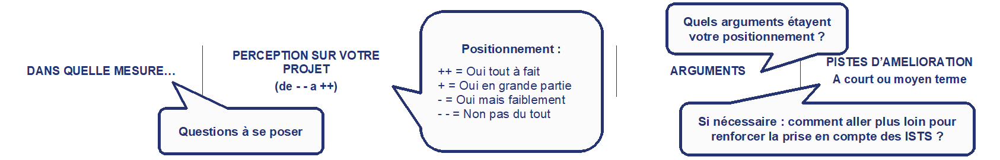 DANS QUELLE MESURE…
Questions à se poser
PERCEPTION SUR VOTRE
PROJET
(de - - a ++)
Positionnement :
++ = Oui tout à fait
+ = Oui en grande partie
- = Oui mais faiblement
- - = Non pas du tout
Quels arguments étayent
votre positionnement ?
ARGUMENTS
PISTES D’AMELIORATION
A court ou moyen terme
Si nécessaire : comment aller plus loin pour
renforcer la prise en compte des ISTS ?